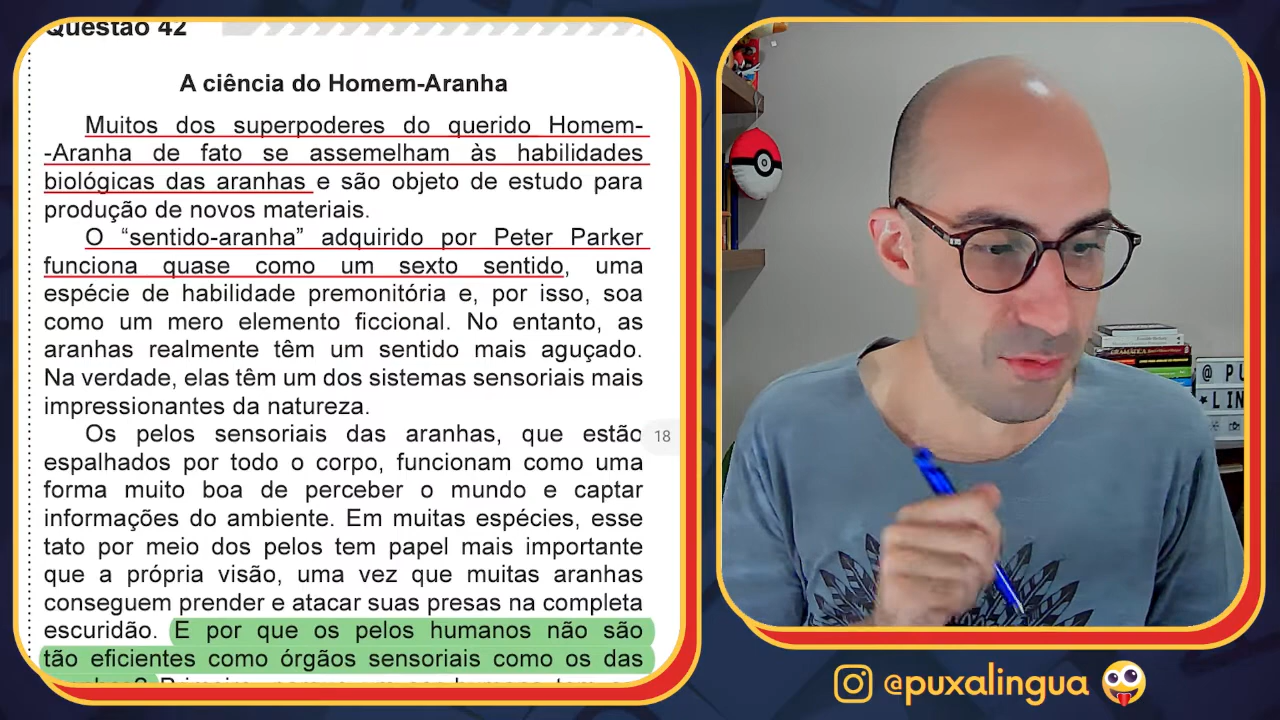 Questão 42
A ciência do Homem-Aranha
Muitos dos superpoderes do querido Homem-
-Aranha de fato se assemelham às habilidades
biológicas das aranhas e são objeto de estudo para
produção de novos materiais.
O “sentido-aranha” adquirido por Peter Parker
funciona quase como um sexto sentido, uma
espécie de habilidade premonitória e, por isso, soa
como um mero elemento ficcional. No entanto, as
aranhas realmente têm um sentido mais aguçado.
Na verdade, elas têm um dos sistemas sensoriais mais
impressionantes da natureza.
Os pelos sensoriais das aranhas, que estão
espalhados por todo o corpo, funcionam como uma
forma muito boa de perceber o mundo e captar
informações do ambiente. Em muitas espécies, esse
tato por meio dos pelos tem papel mais importante
que a própria visão, uma vez que muitas aranhas
conseguem prender e atacar suas presas na completa
escuridão. E por que os pelos humanos não são
tão eficientes como órgãos sensoriais como os das
18
GRAMÁTICA
@ PU
★LIN
@puxalingua